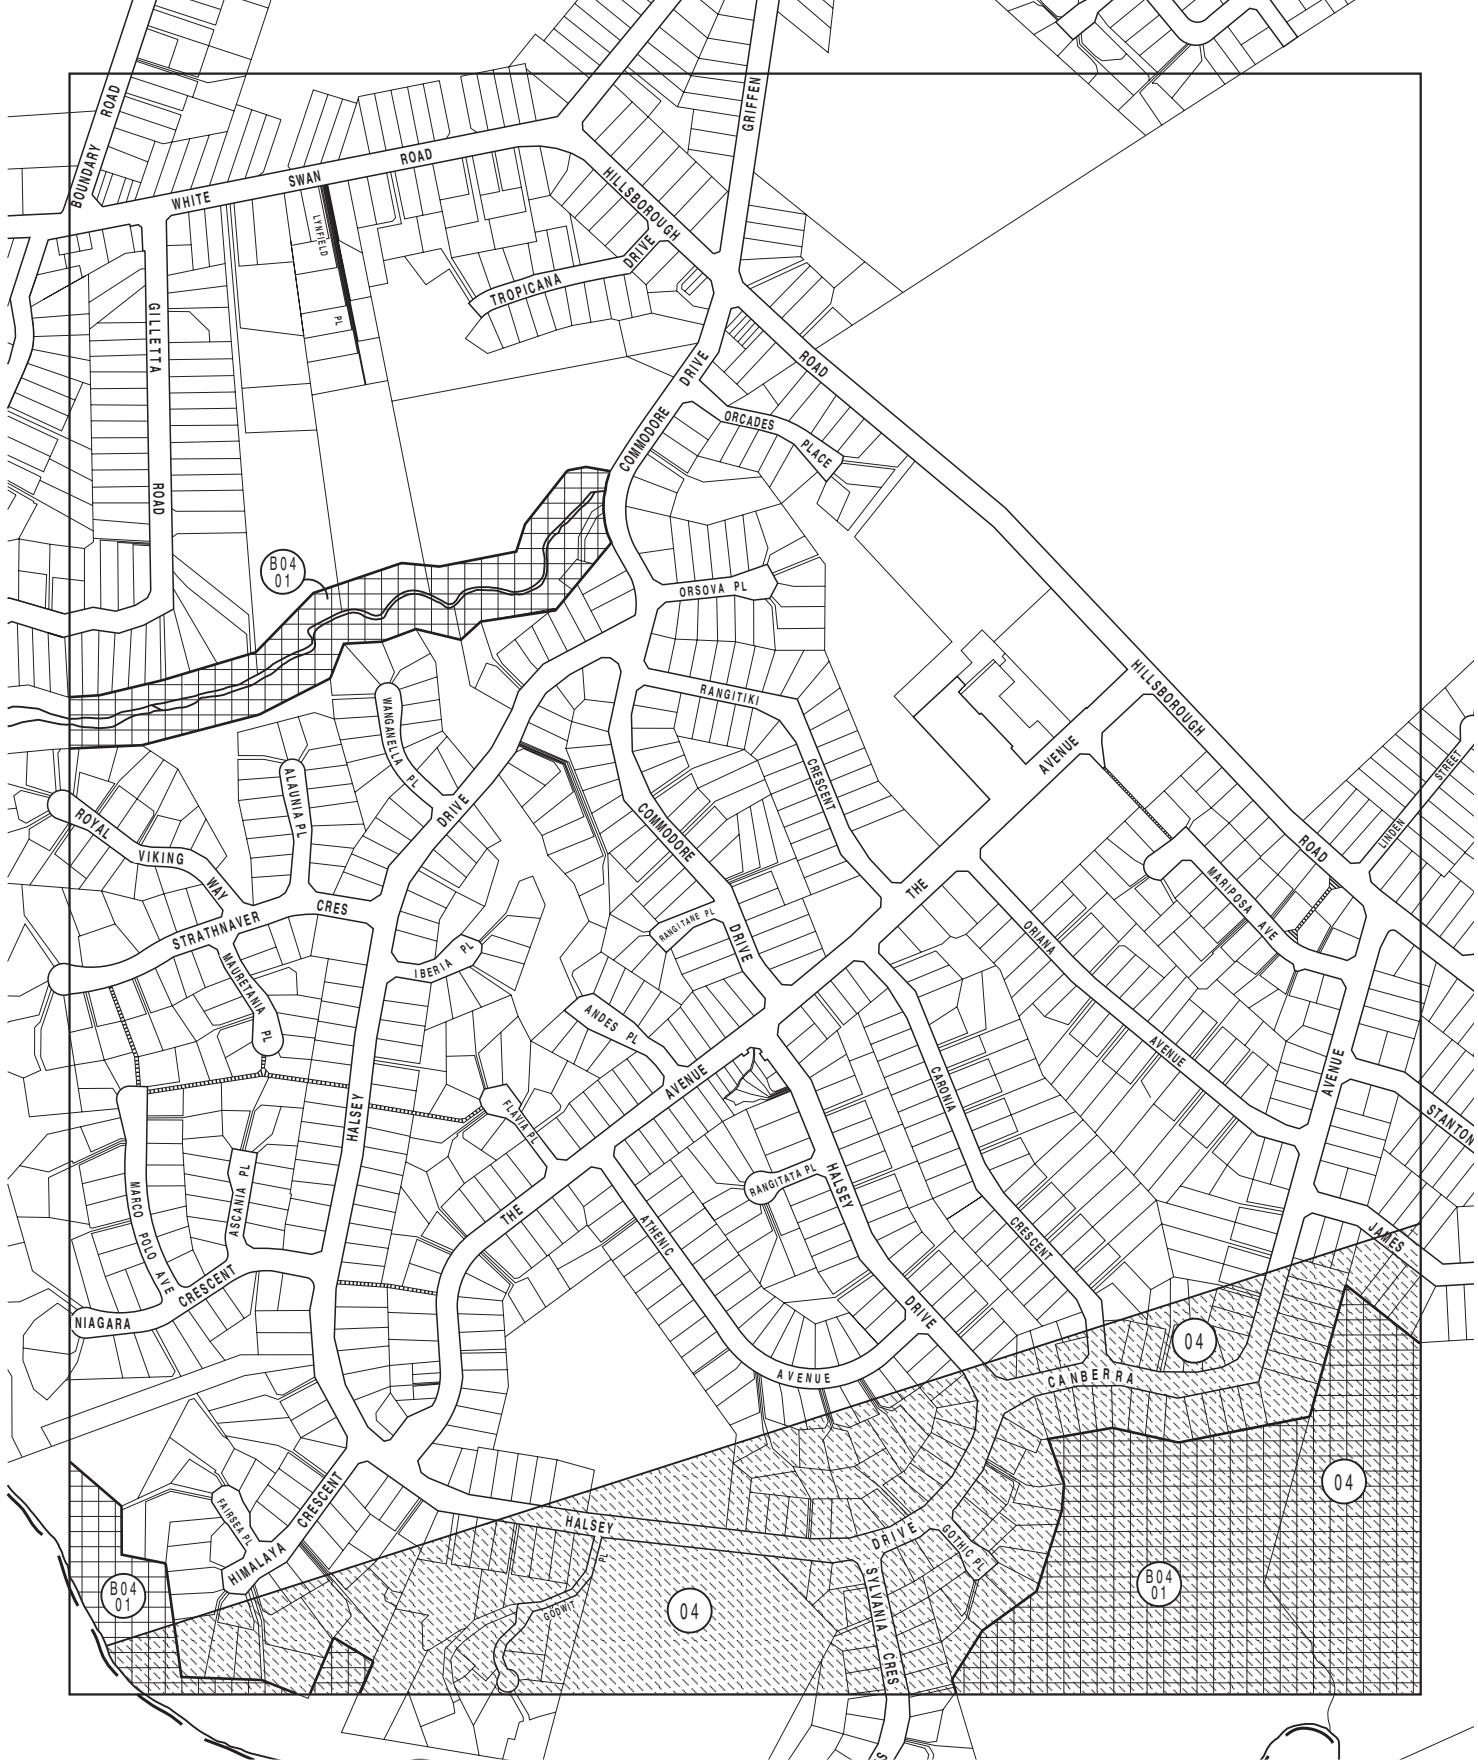 GRIFFEN
BOUNDARY ROAD
WHITE SWAN ROAD
HILLSBOROUGH
LYNFIELD
PL
TROPICANA DRIVE
GILLETTA
ROAD
DRIVE
ROAD
COMMODORE
ORCADES
PLACE
B04
01
ORSOVA PL
HILLSBOROUGH
RANGITIKI
CRESCENT
WANGANELLA PL
AVENUE
STREET
LINDEN
ALAUNIA PL
DRIVE
COMMODORE
ROYAL
VIKING
WAY
ROAD
THE
MARIPOSA AVE
CRES
STRATHNAVER
RANGITANE PL
DRIVE
ORIANA
IBERIA PL
MAURETANIA
PL
ANDES PL
AVENUE
AVENUE
AVENUE
CARONIA
FLAVIA PL
HALSEY
STANTON
ASCANIA PL
MARCO POLO AVE
RANGITATA PL
HALSEY
THE
ATHENIC
CRESCENT
JAMES
CRESCENT
NIAGARA
DRIVE
04
AVENUE
CANBERRA
04
FAIRSEA PL
CRESCENT
HIMALAYA
HALSEY
DRIVE
GOTHIC PL
PL
GODWIT
SYLVANIA CRES
B04
01
04
B04
01
S